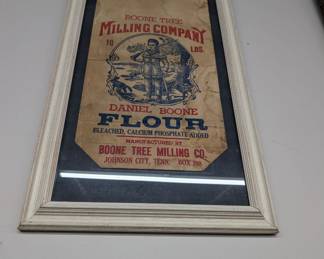 BOONE TREE
MILLING COMPANY
10 LBS.
DANIEL BOONE
FLOUR
BLEACHED, CALCIUM PHOSPHATE ADDED
MANUFACTURED BY
BOONE TREE MILLING CO.
JOHNSON CITY, TENN. BOX